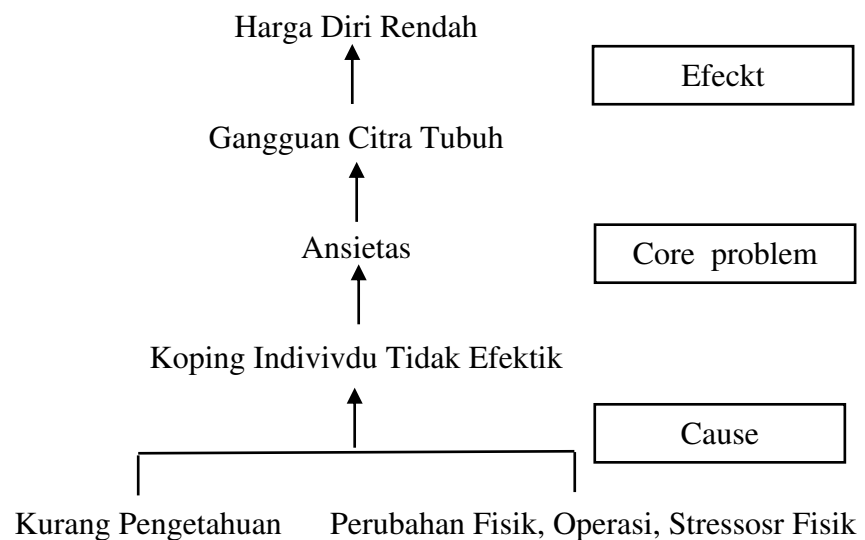 Harga Diri Rendah
Efeckt
Gangguan Citra Tubuh
Ansietas
Core problem
Koping Indivivdu Tidak Efektik
Cause
Kurang Pengetahuan
Perubahan Fisik, Operasi, Stressosr Fisik